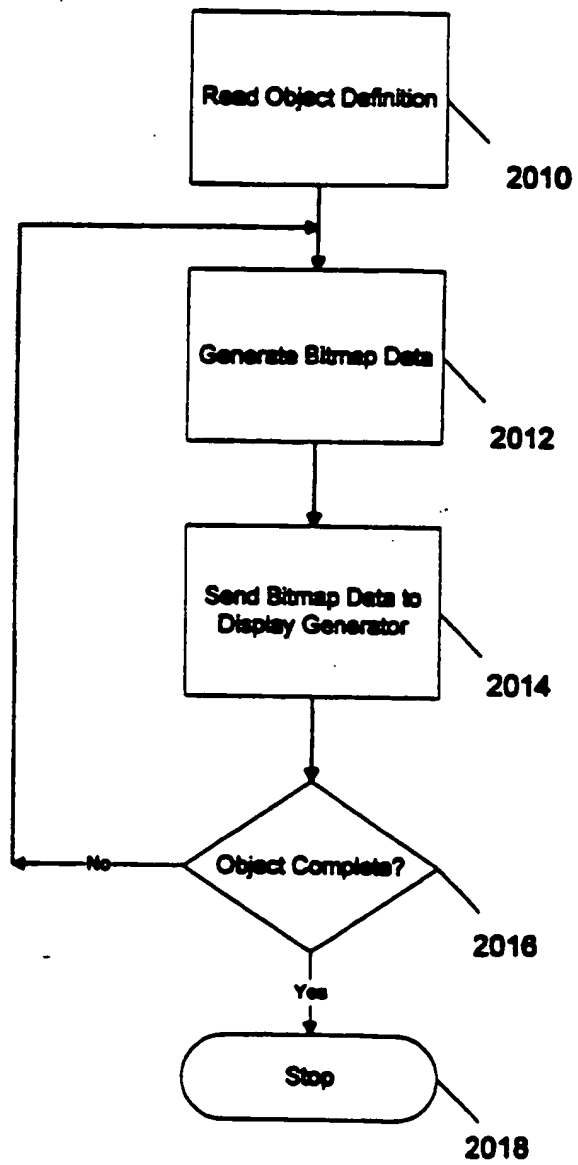 Read Object Definition
2010
Generate Bitmap Data
2012
Send Bitmap Data to
Display Generator
2014
Object Complete?
No
2016
Yes
Stop
2018